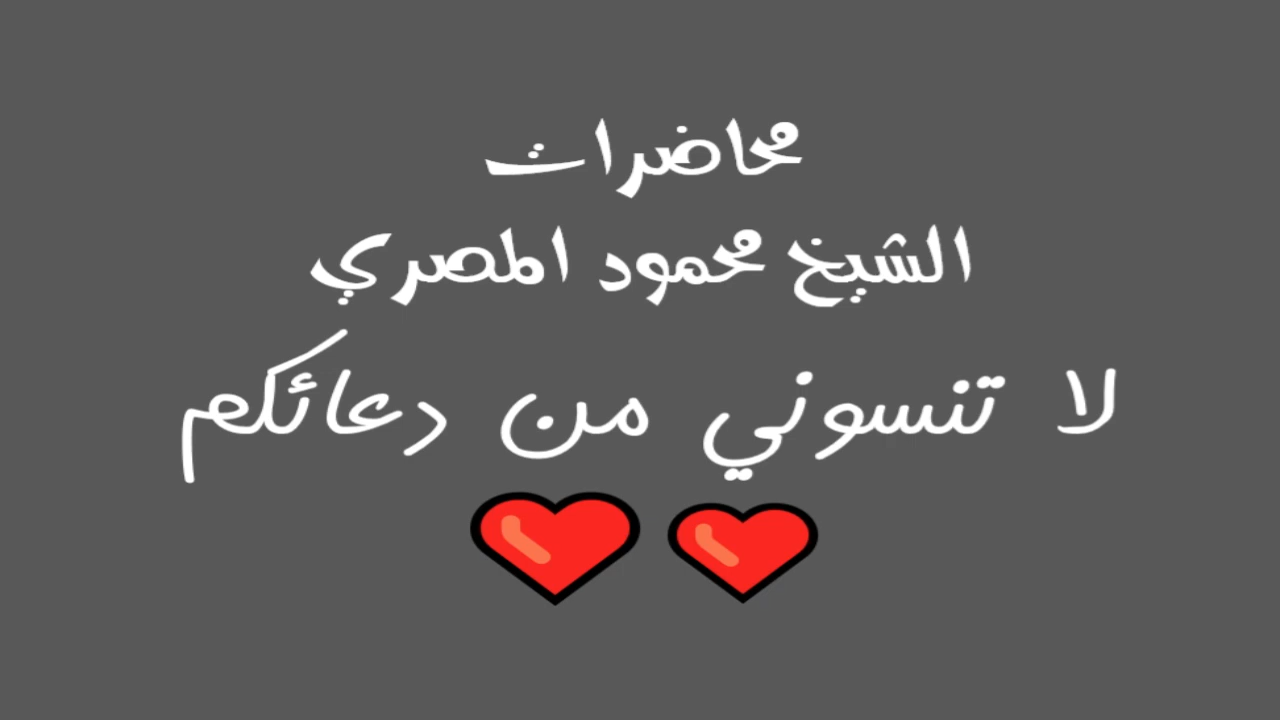 محاضرات
الشيخ محمود المصري
لا تنسوني من دعائكم